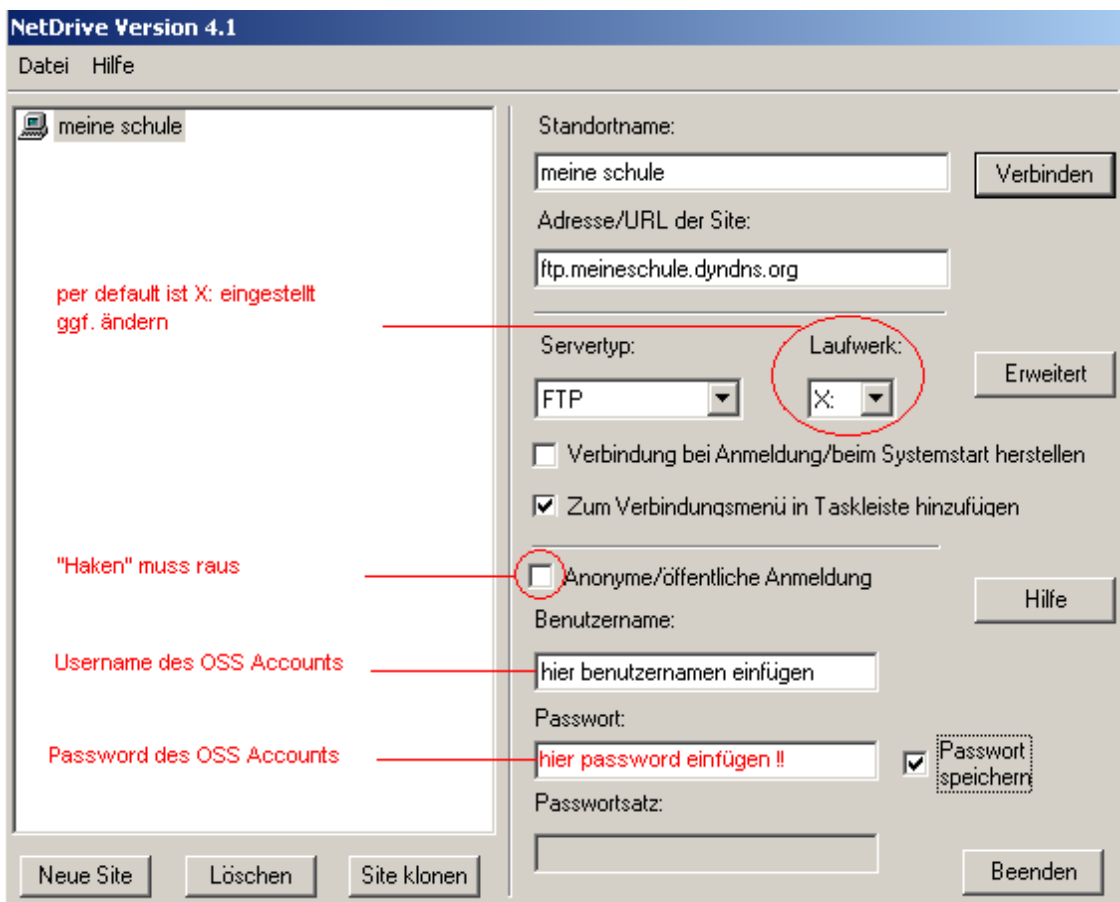 NetDrive Version 4.1
Datei Hilfe
meine schule
per default ist X: eingestellt
ggf. ändern
"Haken" muss raus
Username des OSS Accounts
Password des OSS Accounts
Neue Site
Löschen
Site klonen
Standortname:
meine schule
Verbinden
Adresse/URL der Site:
ftp.meineschule.dyndns.org
Servertyp:
Laufwerk:
FTP
X:
Erweitert
Verbindung bei Anmeldung/beim Systemstart herstellen
Zum Verbindungsmenü in Taskleiste hinzufügen
Anonyme/öffentliche Anmeldung
Hilfe
Benutzername:
hier benutzernamen einfügen
Passwort:
hier password einfügen !!
Passwort
speichern
Passwortsatz:
Beenden